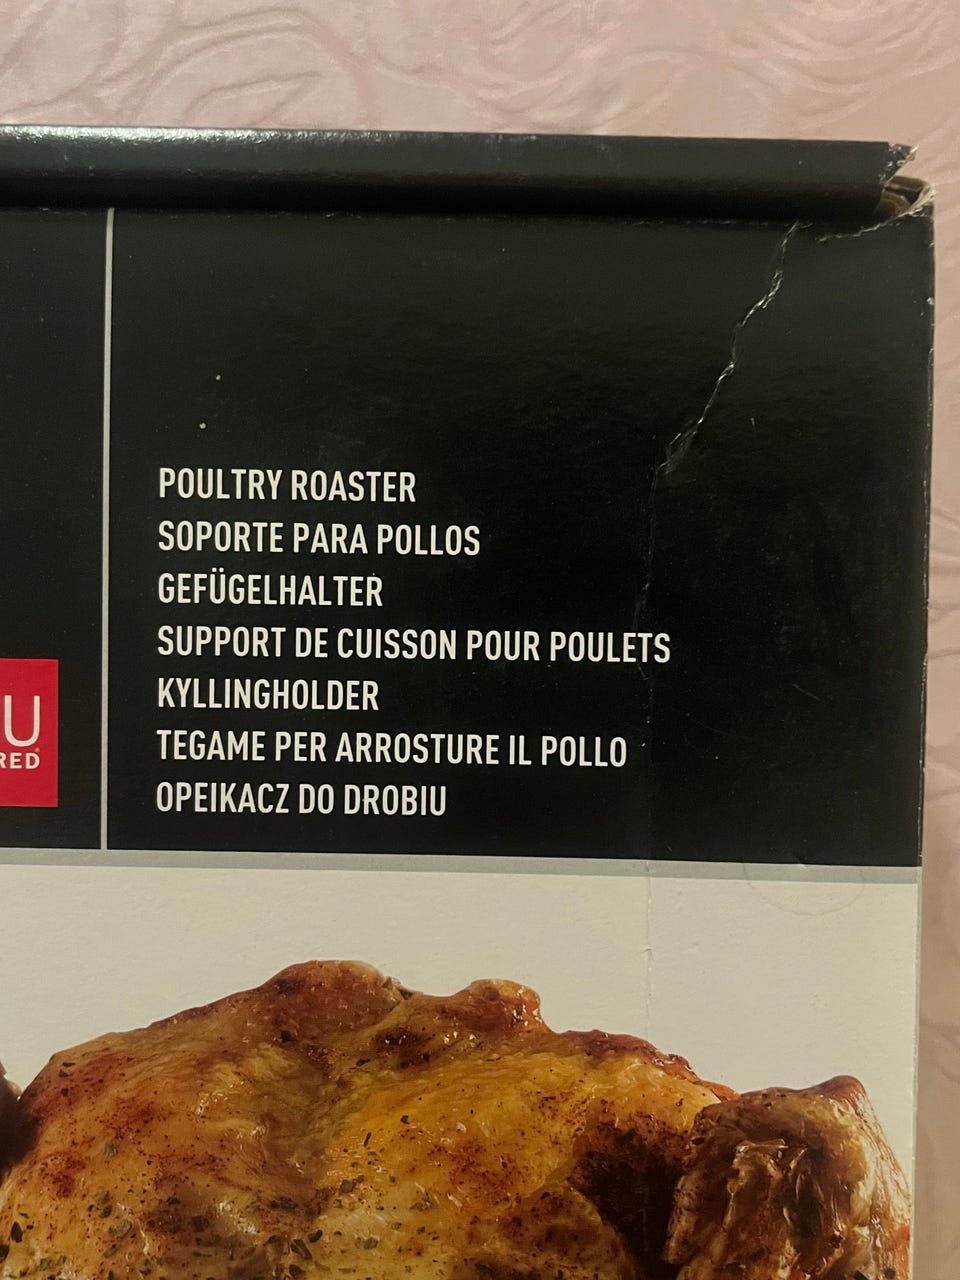 POULTRY ROASTER
SOPORTE PARA POLLOS
GEFÜGELHALTER
SUPPORT DE CUISSON POUR POULETS
KYLLINGHOLDER
TEGAME PER ARROSTURE IL POLLO
OPEIKACZ DO DROBIU